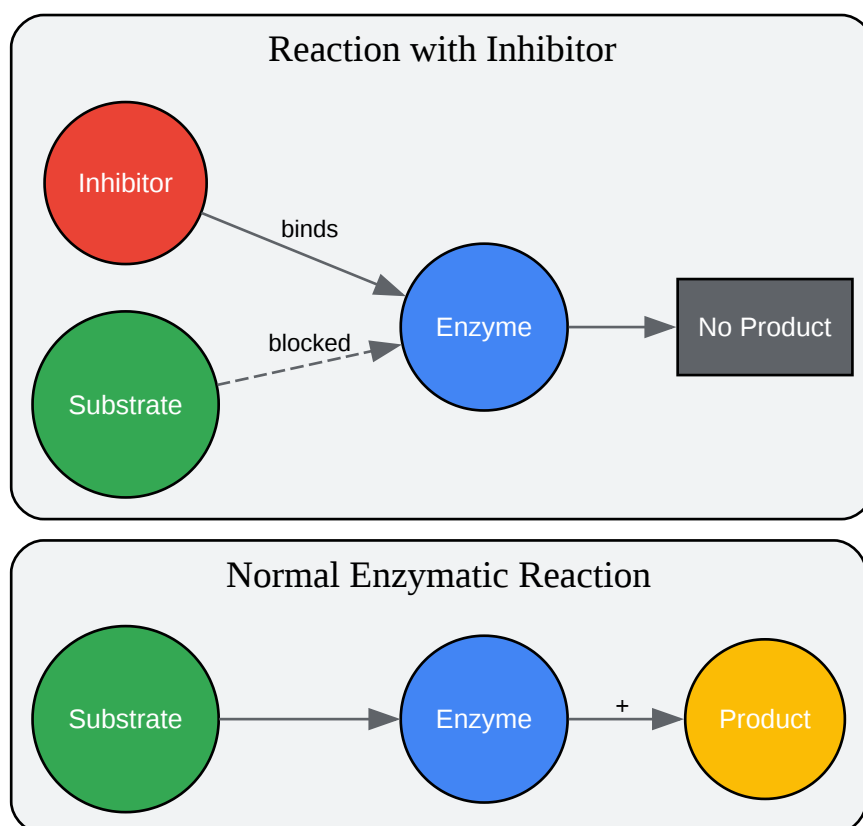 Reaction with Inhibitor
Inhibitor
binds
Enzyme
No Product
blocked
Substrate
Normal Enzymatic Reaction
Substrate
Enzyme
+
Product